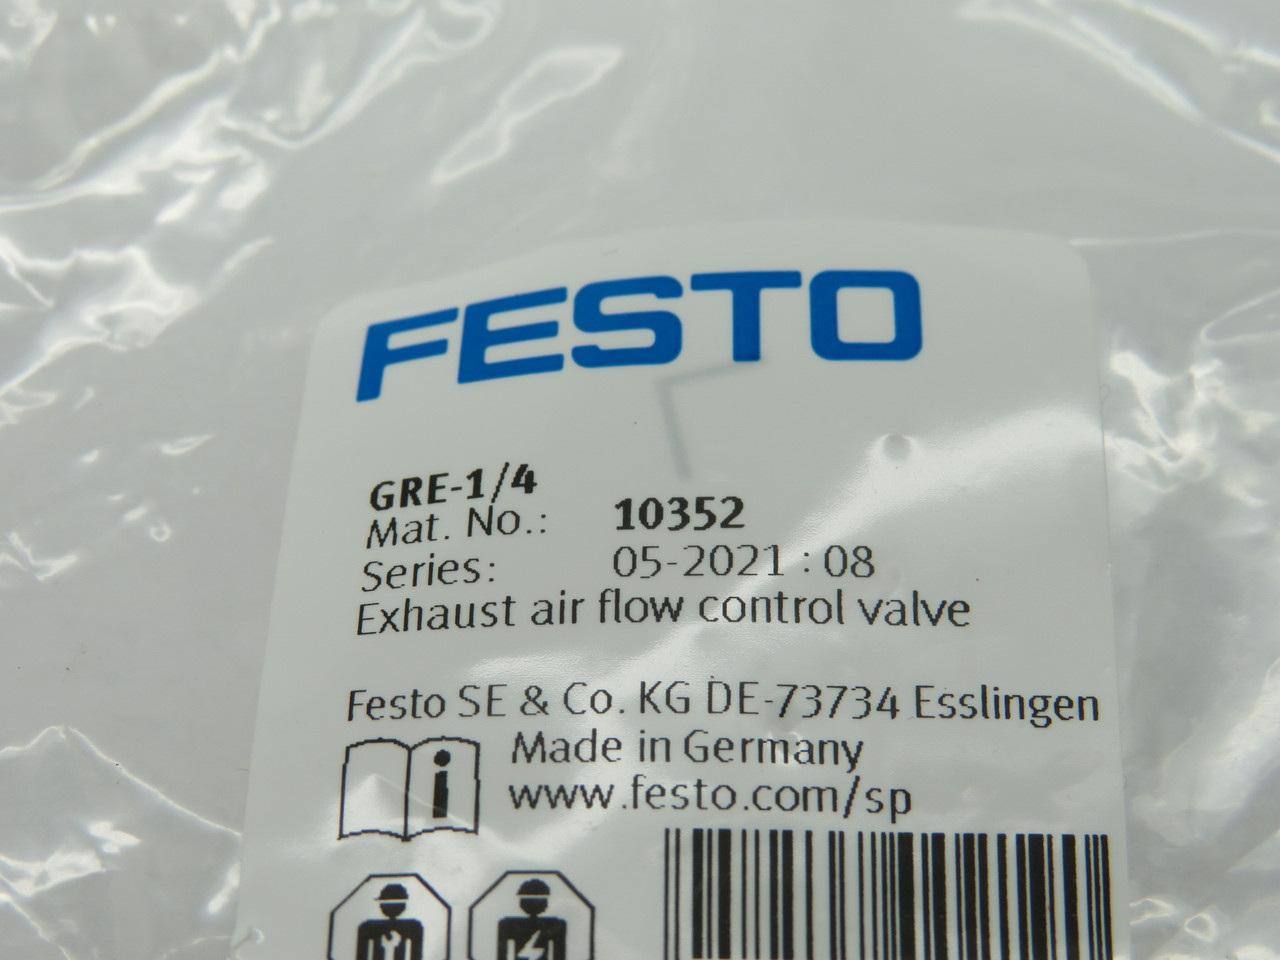 FESTO
GRE-1/4
Mat. No.: 10352
Series: 05-2021 : 08
Exhaust air flow control valve
Festo SE & Co. KG DE-73734 Esslingen
Made in Germany
www.festo.com/sp